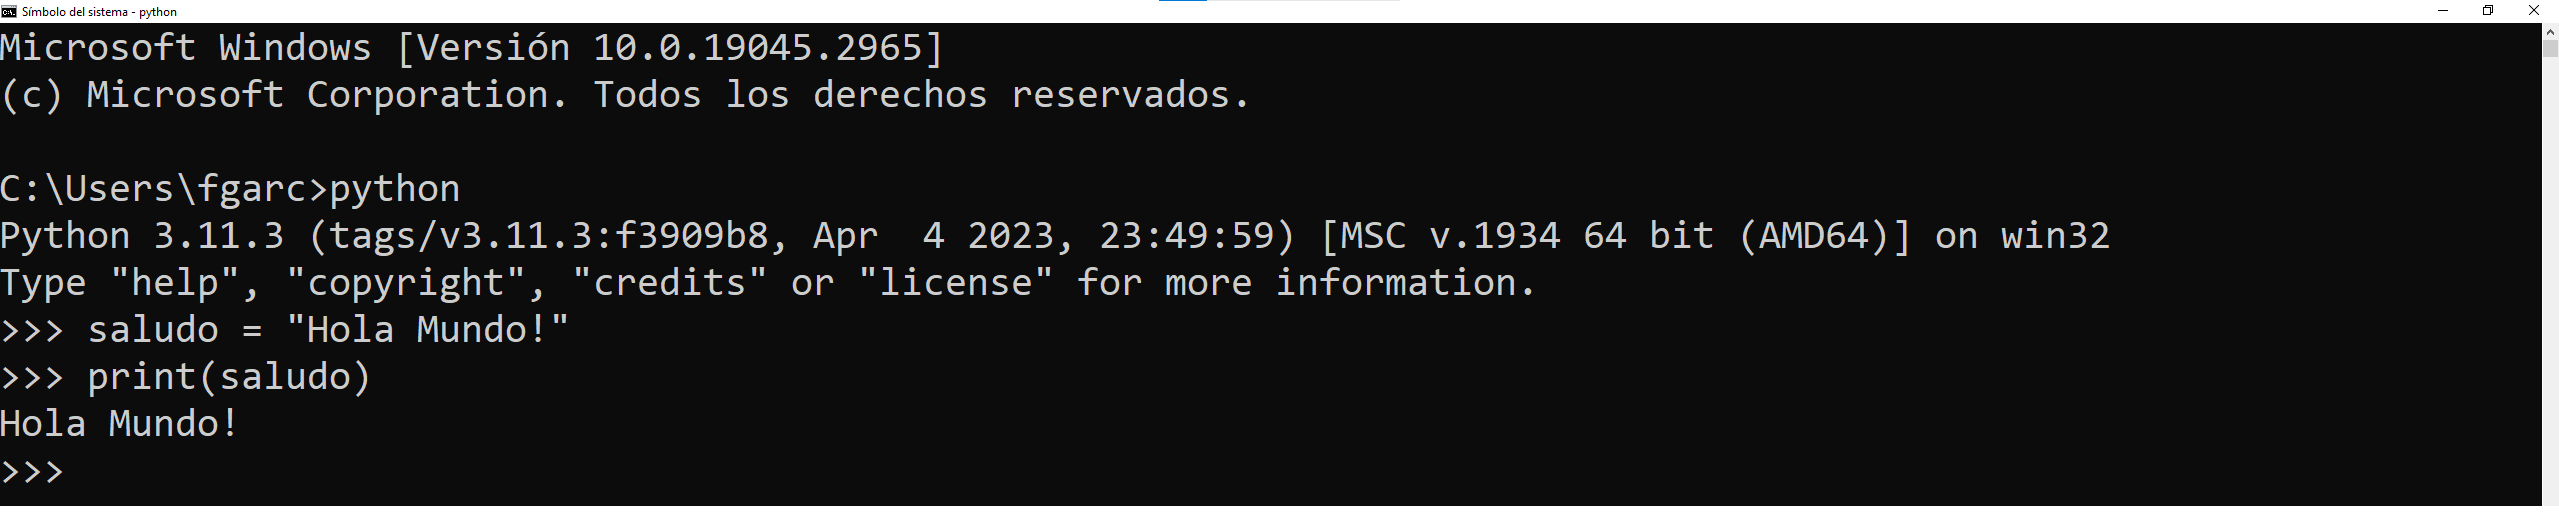 Símbolo del sistema - python
Microsoft Windows [Versión 10.0.19045.2965]
(c) Microsoft Corporation. Todos los derechos reservados.
C:\Users\fgarc>python
Python 3.11.3 (tags/v3.11.3:f3909b8, Apr  4 2023, 23:49:59) [MSC v.1934 64 bit (AMD64)] on win32
Type "help", "copyright", "credits" or "license" for more information.
>>> saludo = "Hola Mundo!"
>>> print(saludo)
Hola Mundo!
>>>